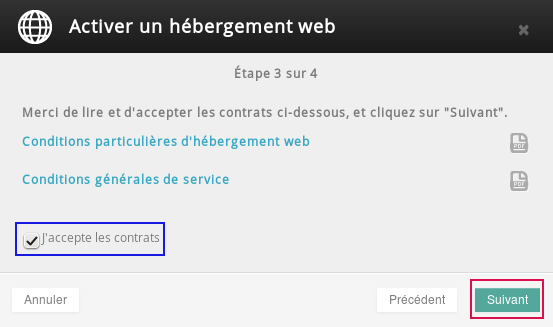 Activer un hébergement web
Étape 3 sur 4
Merci de lire et d'accepter les contrats ci-dessous, et cliquez sur "Suivant".
Conditions particulières d'hébergement web
PDF
Conditions générales de service
PDF
J'accepte les contrats
Annuler
Précédent
Suivant